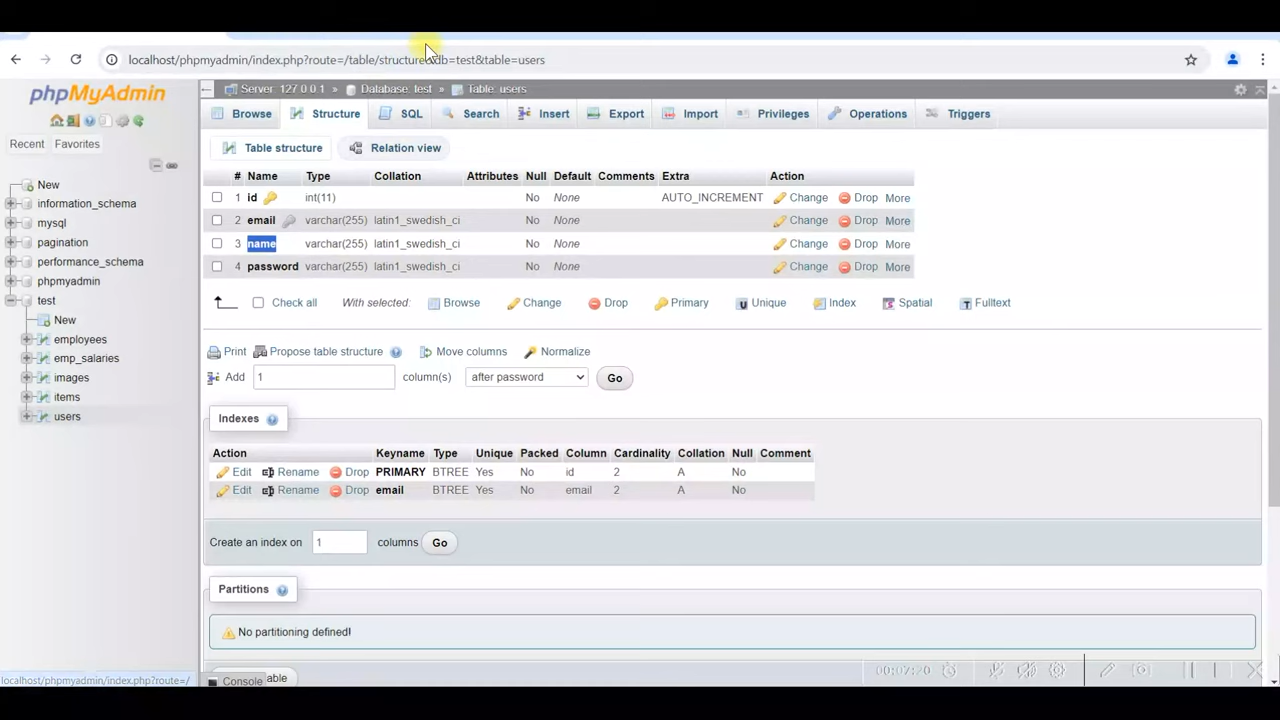 localhost/phpmyadmin/index.php?route=/table/structure&db=test&table=users
phpMyAdmin
Recent Favorites
New
information_schema
mysql
pagination
performance_schema
phpmyadmin
test
New
employees
emp_salaries
images
items
users
Server: 127.0.0.1 » Database: test » Table: users
Browse Structure SQL Search Insert Export Import Privileges Operations Triggers
Table structure Relation view
# Name Type Collation Attributes Null Default Comments Extra Action
1 id int(11) No None AUTO_INCREMENT Change Drop More
2 email varchar(255) latin1_swedish_ci No None Change Drop More
3 name varchar(255) latin1_swedish_ci No None Change Drop More
4 password varchar(255) latin1_swedish_ci No None Change Drop More
Check all With selected: Browse Change Drop Primary Unique Index Spatial Fulltext
Print Propose table structure Move columns Normalize
Add 1 column(s) after password Go
Indexes
Action Keyname Type Unique Packed Column Cardinality Collation Null Comment
Edit Rename Drop PRIMARY BTREE Yes No id 2 A No
Edit Rename Drop email BTREE Yes No email 2 A No
Create an index on 1 columns Go
Partitions
No partitioning defined!
Console able
localhost/phpmyadmin/index.php?route=/
00:07:20